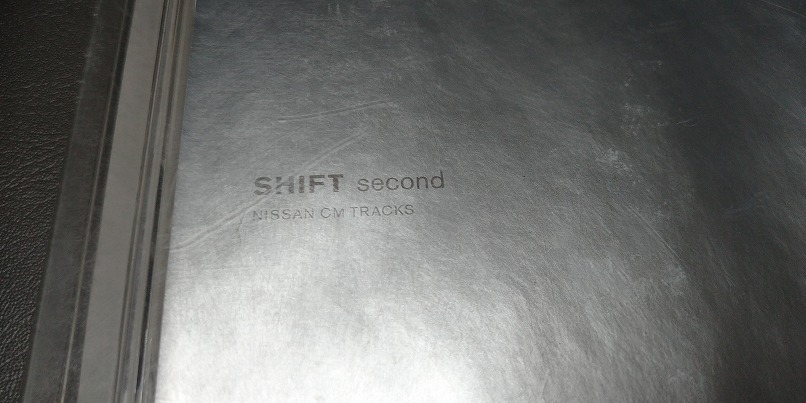 SHIFT second
NISSAN CM TRACKS